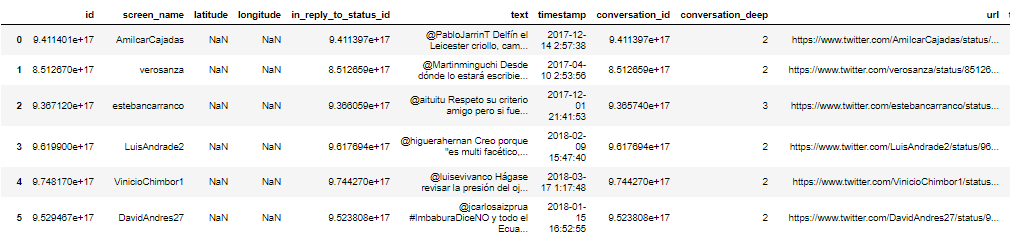 id screen_name latitude longitude in_reply_to_status_id text timestamp conversation_id conversation_deep url
0 9.411401e+17 AmilcarCajadas NaN NaN 9.411397e+17 @PabloJarrinT Delfín el Leicester criollo, cam... 2017-12-14 2:57:38 9.411397e+17 2 https://www.twitter.com/AmilcarCajadas/status/...
1 8.512670e+17 verosanza NaN NaN 8.512659e+17 @Martinminguchi Desde dónde lo estará escribie... 2017-04-10 2:53:56 8.512659e+17 2 https://www.twitter.com/verosanza/status/85126...
2 9.367120e+17 estebancarranco NaN NaN 9.366059e+17 @aituitu Respeto su criterio amigo pero si fue... 2017-12-01 21:41:53 9.365740e+17 3 https://www.twitter.com/estebancarranco/status...
3 9.619900e+17 LuisAndrade2 NaN NaN 9.617694e+17 @higuerahernan Creo porque "es multi facético,... 2018-02-09 15:47:40 9.617694e+17 2 https://www.twitter.com/LuisAndrade2/status/96...
4 9.748170e+17 VinicioChimbor1 NaN NaN 9.744270e+17 @luisevivanco Hágase revisar la presión del oj... 2018-03-17 1:17:48 9.744270e+17 2 https://www.twitter.com/VinicioChimbor1/status...
5 9.529467e+17 DavidAndres27 NaN NaN 9.523808e+17 @jcarlosaizprua #ImbaburaDiceNO y todo el Ecua... 2018-01-15 16:52:55 9.523808e+17 2 https://www.twitter.com/DavidAndres27/status/9...